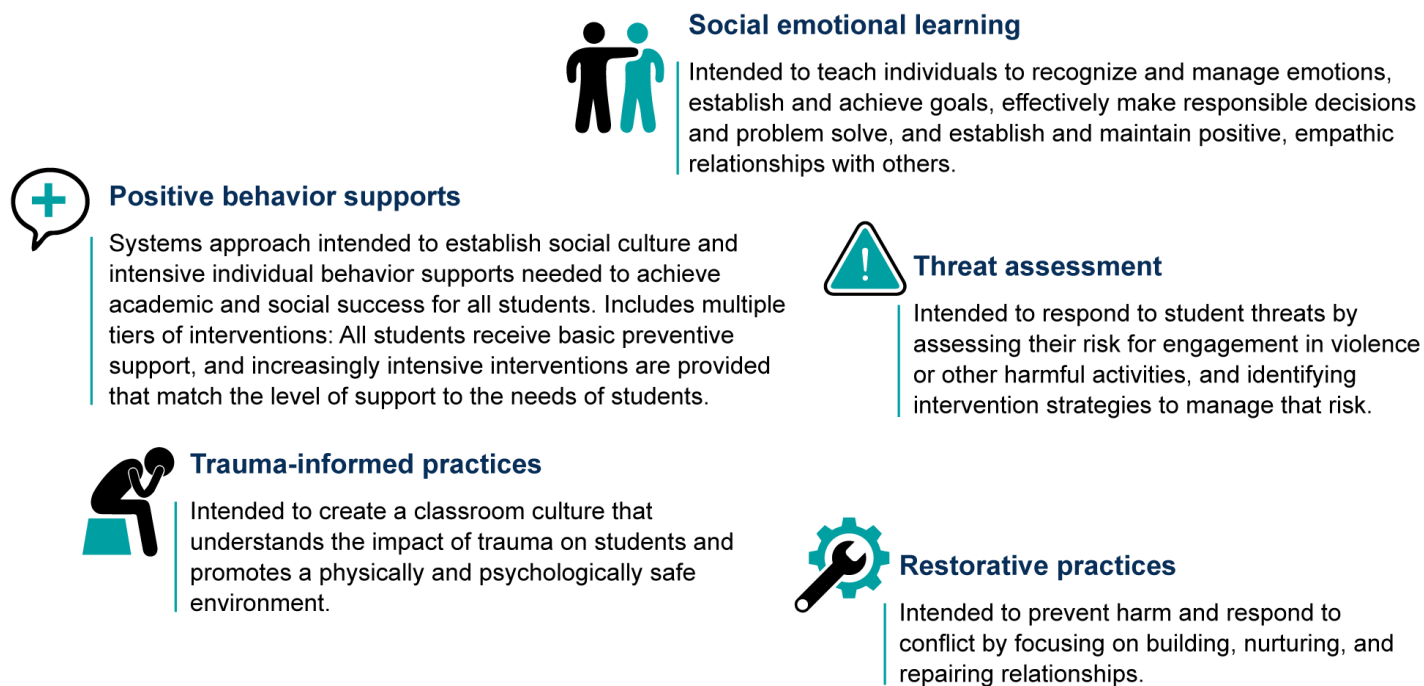 Social emotional learning
Intended to teach individuals to recognize and manage emotions,
establish and achieve goals, effectively make responsible decisions
and problem solve, and establish and maintain positive, empathic
relationships with others.
Positive behavior supports
Systems approach intended to establish social culture and
intensive individual behavior supports needed to achieve
academic and social success for all students. Includes multiple
tiers of interventions: All students receive basic preventive
support, and increasingly intensive interventions are provided
that match the level of support to the needs of students.
Threat assessment
Intended to respond to student threats by
assessing their risk for engagement in violence
or other harmful activities, and identifying
intervention strategies to manage that risk.
Trauma-informed practices
Intended to create a classroom culture that
understands the impact of trauma on students and
promotes a physically and psychologically safe
environment.
Restorative practices
Intended to prevent harm and respond to
conflict by focusing on building, nurturing, and
repairing relationships.